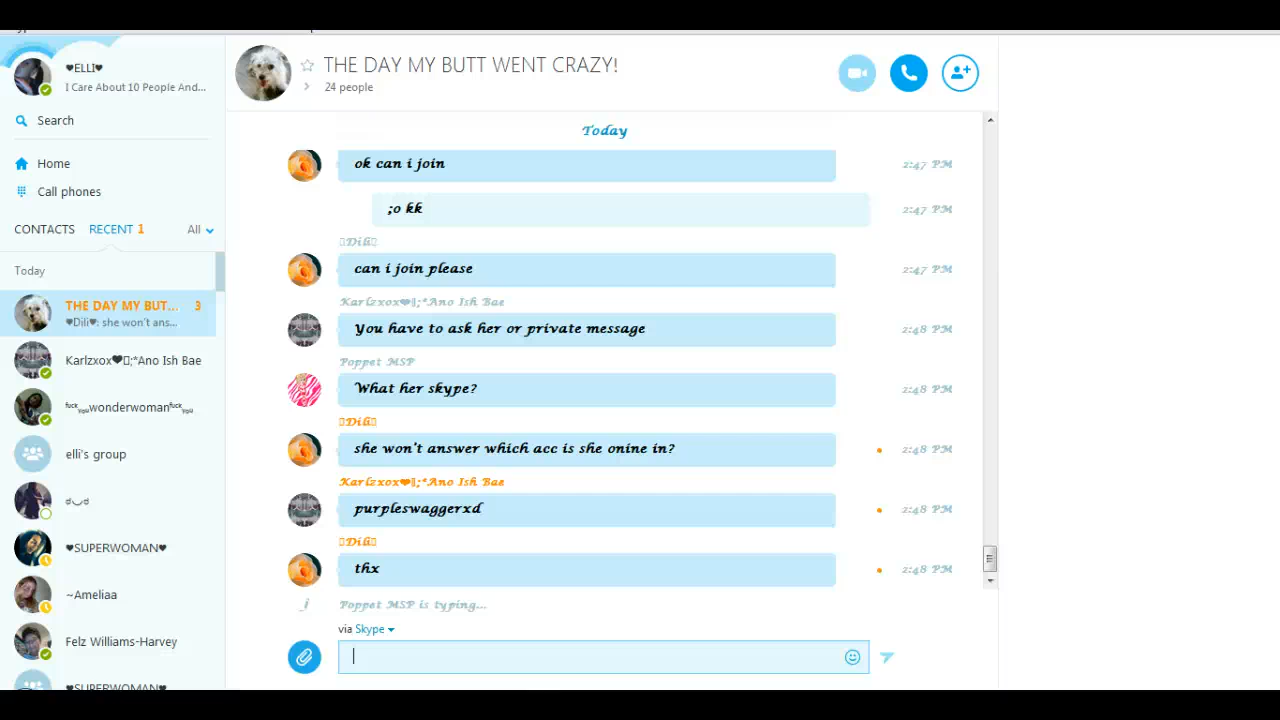 ♥ELLI♥
I Care About 10 People And...
Search
Home
Call phones
CONTACTS RECENT 1 All
Today
THE DAY MY BUT... 3
♥Dili♥: she won't ans...
Karlzxox❤▯;*Ano Ish Bae
ᶠᵘᶜᵏ Yₒᵤwonderwomanᶠᵘᶜᵏ Yₒᵤ
elli's group
ಠ◡ಠ
♥SUPERWOMAN♥
~Ameliaa
Felz Williams-Harvey
♥SUPERWOMAN♥
THE DAY MY BUTT WENT CRAZY!
24 people
Today
ok can i join 2:47 PM
;o kk 2:47 PM
▯Dili▯
can i join please 2:47 PM
Karlzxox❤▯;*Ano Ish Bae
You have to ask her or private message 2:48 PM
Poppet MSP
What her skype? 2:48 PM
▯Dili▯
she won't answer which acc is she onine in? 2:48 PM
Karlzxox❤▯;*Ano Ish Bae
purpleswaggerxd 2:48 PM
▯Dili▯
thx 2:48 PM
Poppet MSP is typing...
via Skype